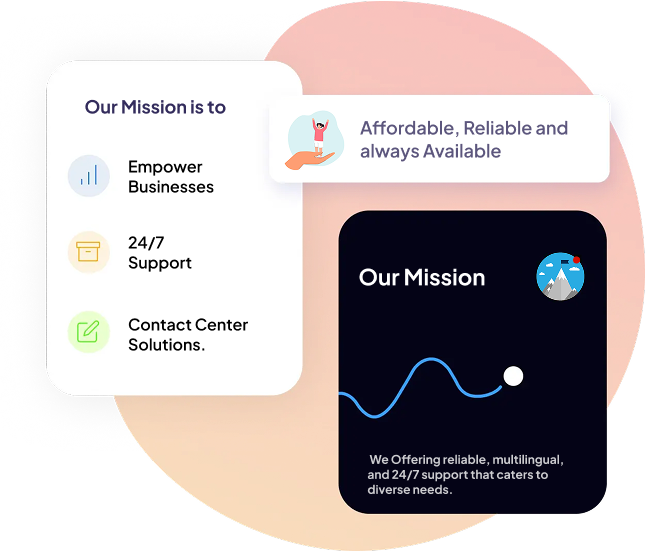 Our Mission is to
Empower
Businesses
24/7
Support
Contact Center
Solutions.
Affordable, Reliable and
always Available
Our Mission
We Offering reliable, multilingual,
and 24/7 support that caters to
diverse needs.